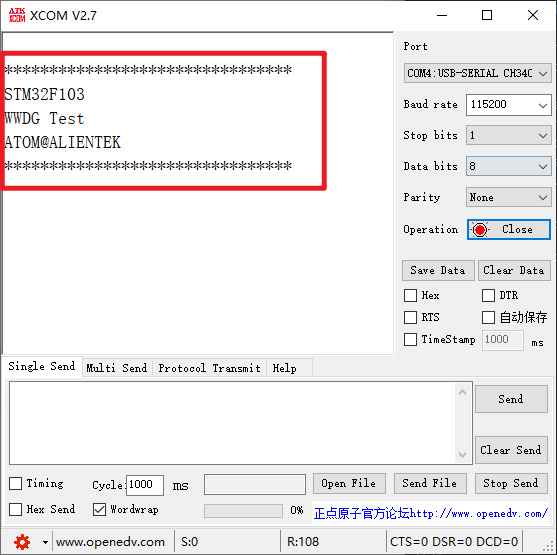 ATK
XCOM
XCOM V2.7
********************************
STM32F103
WWDG Test
ATOM@ALIENTEK
********************************
Port
COM4:USB-SERIAL CH34C
Baud rate
115200
Stop bits
1
Data bits
8
Parity
None
Operation
Close
Save Data
Clear Data
Hex
DTR
RTS
自动保存
TimeStamp
1000
ms
Single Send
Multi Send
Protocol Transmit
Help
Send
Clear Send
Timing
Cycle:
1000
ms
Open File
Send File
Stop Send
Hex Send
Wordwrap
0%
正点原子官方论坛http://www.openedv.com/
www.openedv.com
S:0
R:108
CTS=0 DSR=0 DCD=0